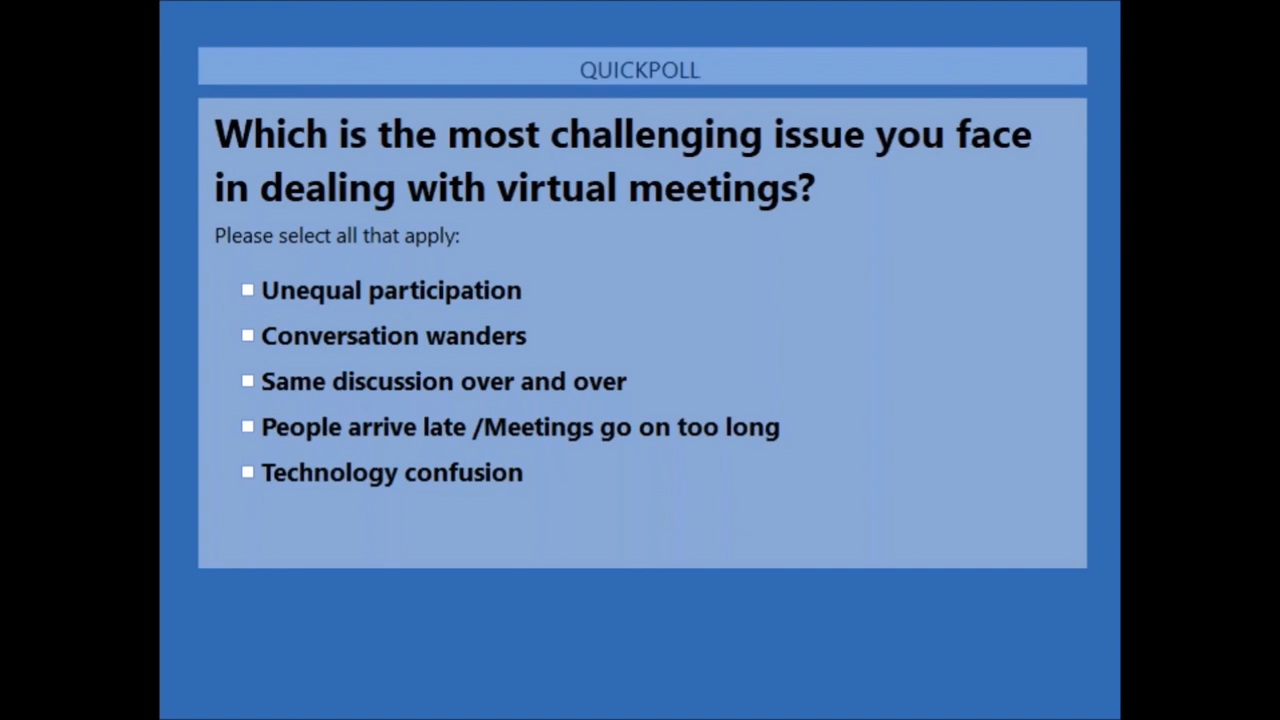 QUICKPOLL
Which is the most challenging issue you face
in dealing with virtual meetings?
Please select all that apply:
Unequal participation
Conversation wanders
Same discussion over and over
People arrive late /Meetings go on too long
Technology confusion